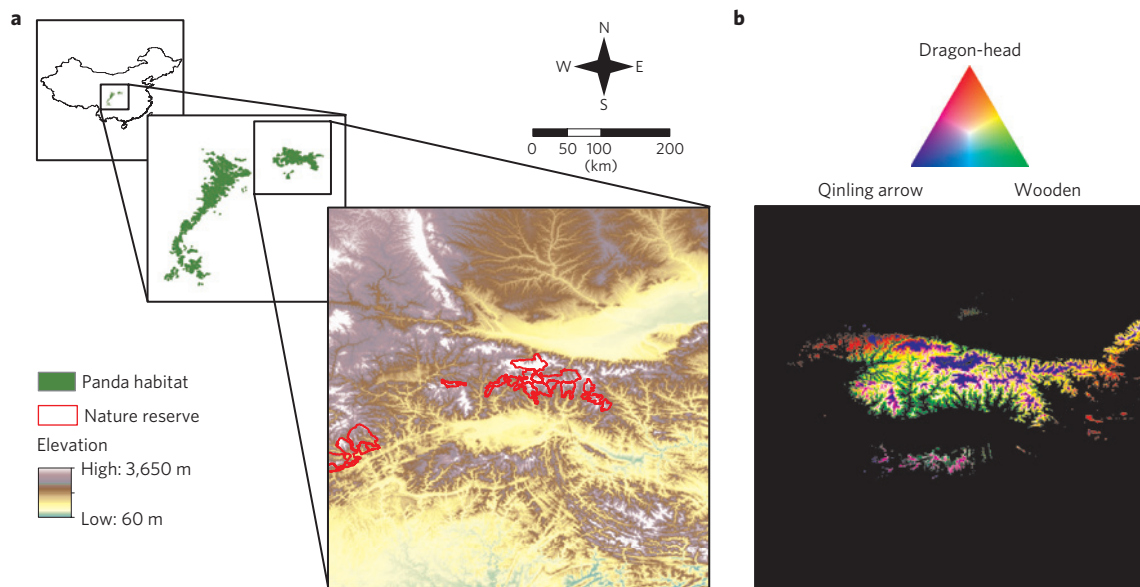 a
b
N
W E
S
0 50 100 200
(km)
Dragon-head
Qinling arrow Wooden
Panda habitat
Nature reserve
Elevation
High: 3,650 m
Low: 60 m